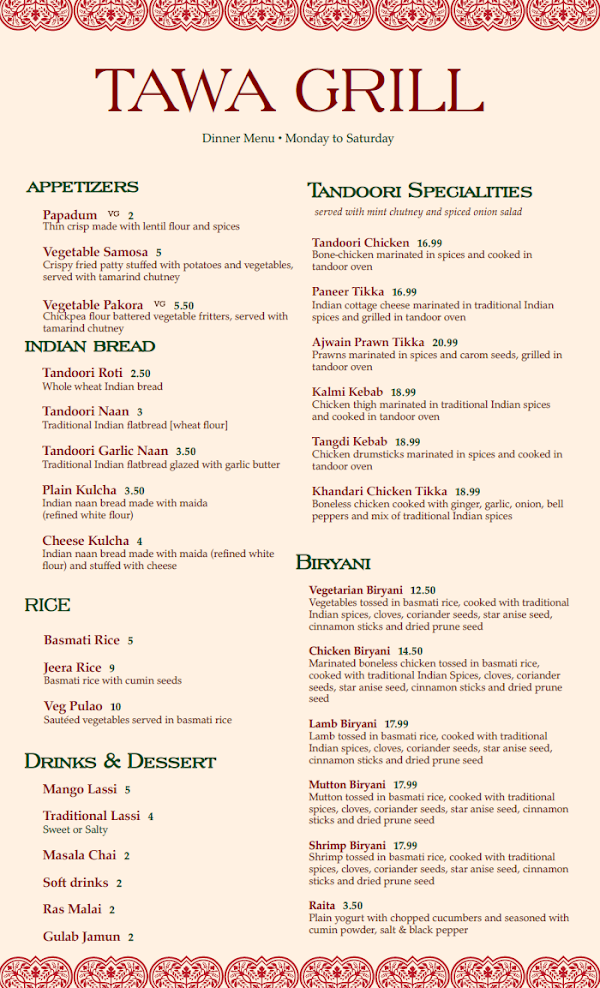 TAWA GRILL
Dinner Menu • Monday to Saturday
APPETIZERS
Papadum VG 2
Thin crisp made with lentil flour and spices
Vegetable Samosa 5
Crispy fried patty stuffed with potatoes and vegetables,
served with tamarind chutney
Vegetable Pakora VG 5.50
Chickpea flour battered vegetable fritters, served with
tamarind chutney
INDIAN BREAD
Tandoori Roti 2.50
Whole wheat Indian bread
Tandoori Naan 3
Traditional Indian flatbread [wheat flour]
Tandoori Garlic Naan 3.50
Traditional Indian flatbread glazed with garlic butter
Plain Kulcha 3.50
Indian naan bread made with maida
(refined white flour)
Cheese Kulcha 4
Indian naan bread made with maida (refined white
flour) and stuffed with cheese
RICE
Basmati Rice 5
Jeera Rice 9
Basmati rice with cumin seeds
Veg Pulao 10
Sautéed vegetables served in basmati rice
DRINKS & DESSERT
Mango Lassi 5
Traditional Lassi 4
Sweet or Salty
Masala Chai 2
Soft drinks 2
Ras Malai 2
Gulab Jamun 2
TANDOORI SPECIALITIES
served with mint chutney and spiced onion salad
Tandoori Chicken 16.99
Bone-chicken marinated in spices and cooked in
tandoor oven
Paneer Tikka 16.99
Indian cottage cheese marinated in traditional Indian
spices and grilled in tandoor oven
Ajwain Prawn Tikka 20.99
Prawns marinated in spices and carom seeds, grilled in
tandoor oven
Kalmi Kebab 18.99
Chicken thigh marinated in traditional Indian spices
and cooked in tandoor oven
Tangdi Kebab 18.99
Chicken drumsticks marinated in spices and cooked in
tandoor oven
Khandari Chicken Tikka 18.99
Boneless chicken cooked with ginger, garlic, onion, bell
peppers and mix of traditional Indian spices
BIRYANI
Vegetarian Biryani 12.50
Vegetables tossed in basmati rice, cooked with traditional
Indian spices, cloves, coriander seeds, star anise seed,
cinnamon sticks and dried prune seed
Chicken Biryani 14.50
Marinated boneless chicken tossed in basmati rice,
cooked with traditional Indian Spices, cloves, coriander
seeds, star anise seed, cinnamon sticks and dried prune
seed
Lamb Biryani 17.99
Lamb tossed in basmati rice, cooked with traditional
Indian spices, cloves, coriander seeds, star anise seed,
cinnamon sticks and dried prune seed
Mutton Biryani 17.99
Mutton tossed in basmati rice, cooked with traditional
spices, cloves, coriander seeds, star anise seed, cinnamon
sticks and dried prune seed
Shrimp Biryani 17.99
Shrimp tossed in basmati rice, cooked with traditional
spices, cloves, coriander seeds, star anise seed, cinnamon
sticks and dried prune seed
Raita 3.50
Plain yogurt with chopped cucumbers and seasoned with
cumin powder, salt & black pepper